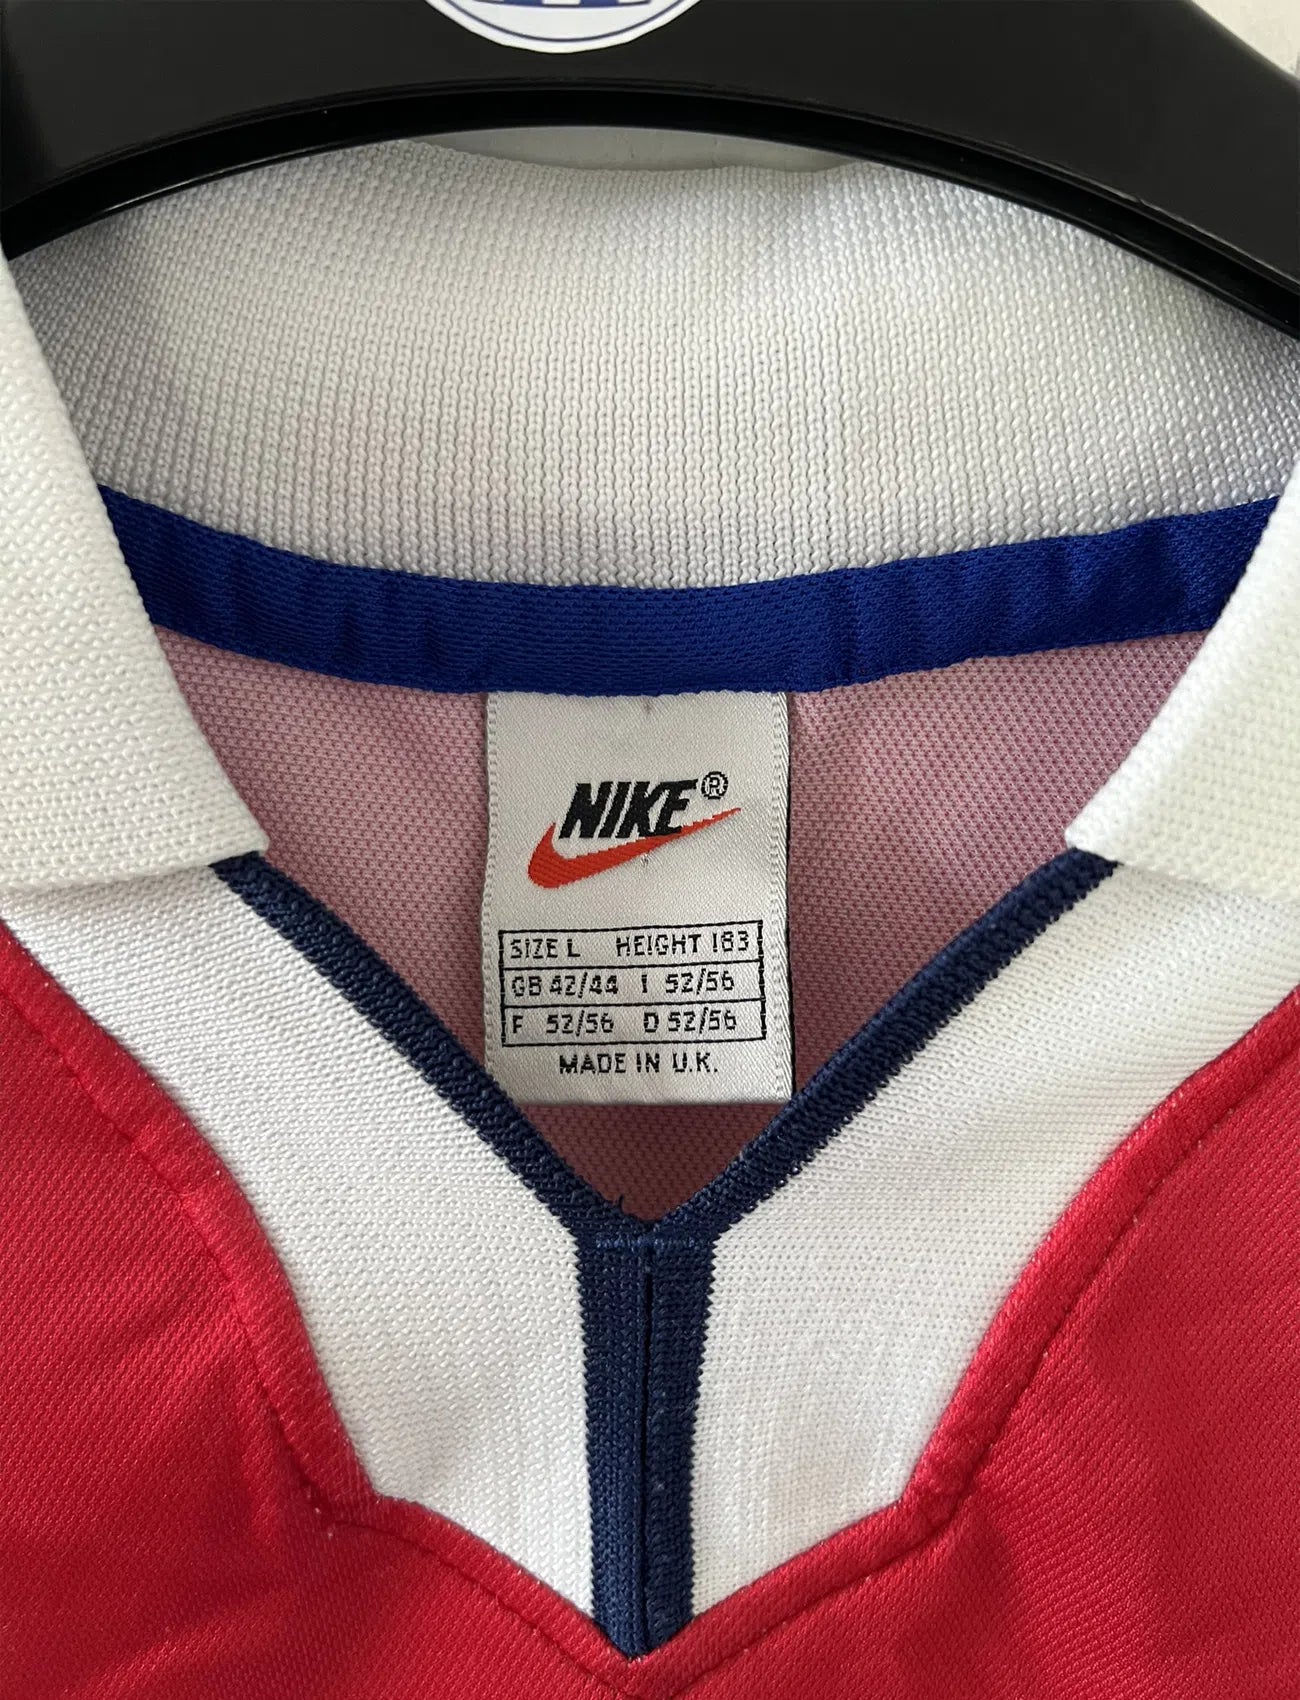 NIKE®
SIZE L HEIGHT 183
GB 42/44 I 52/56
F 52/56 D 52/56
MADE IN U.K.